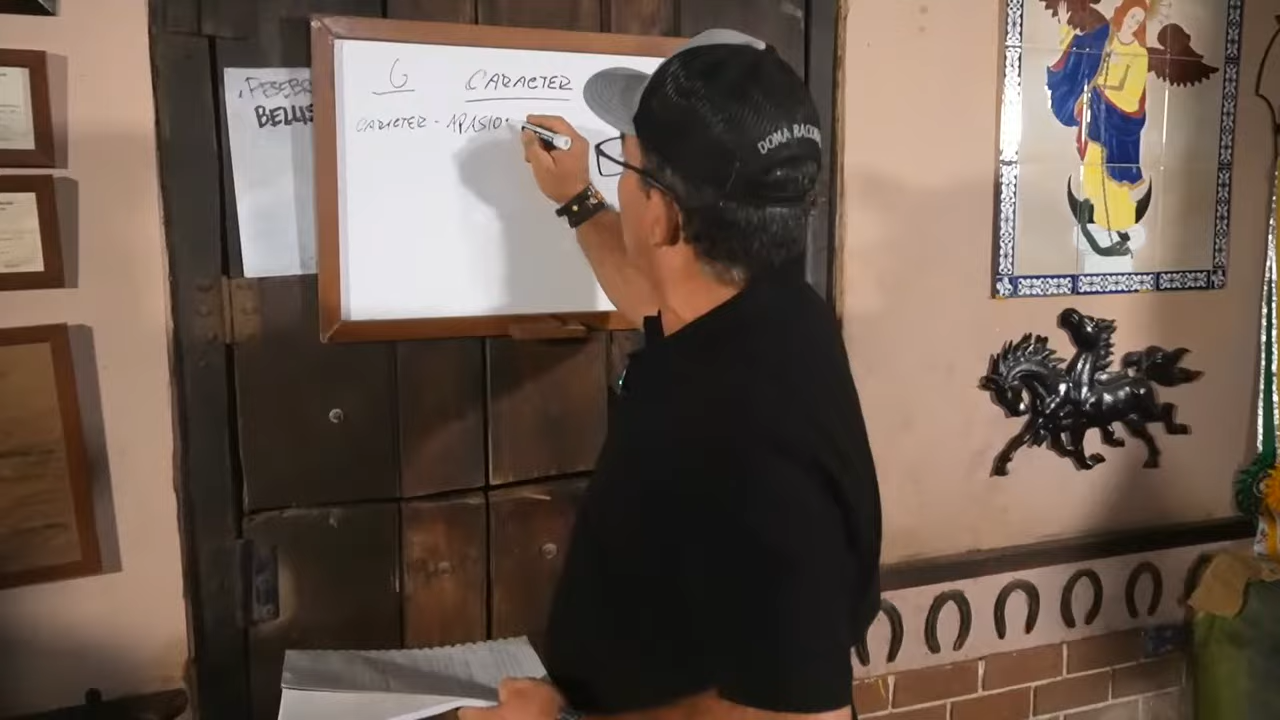 6 CARACTER
CARACTER - APASIO
PESEBR
BELLIS
DOMA RACION